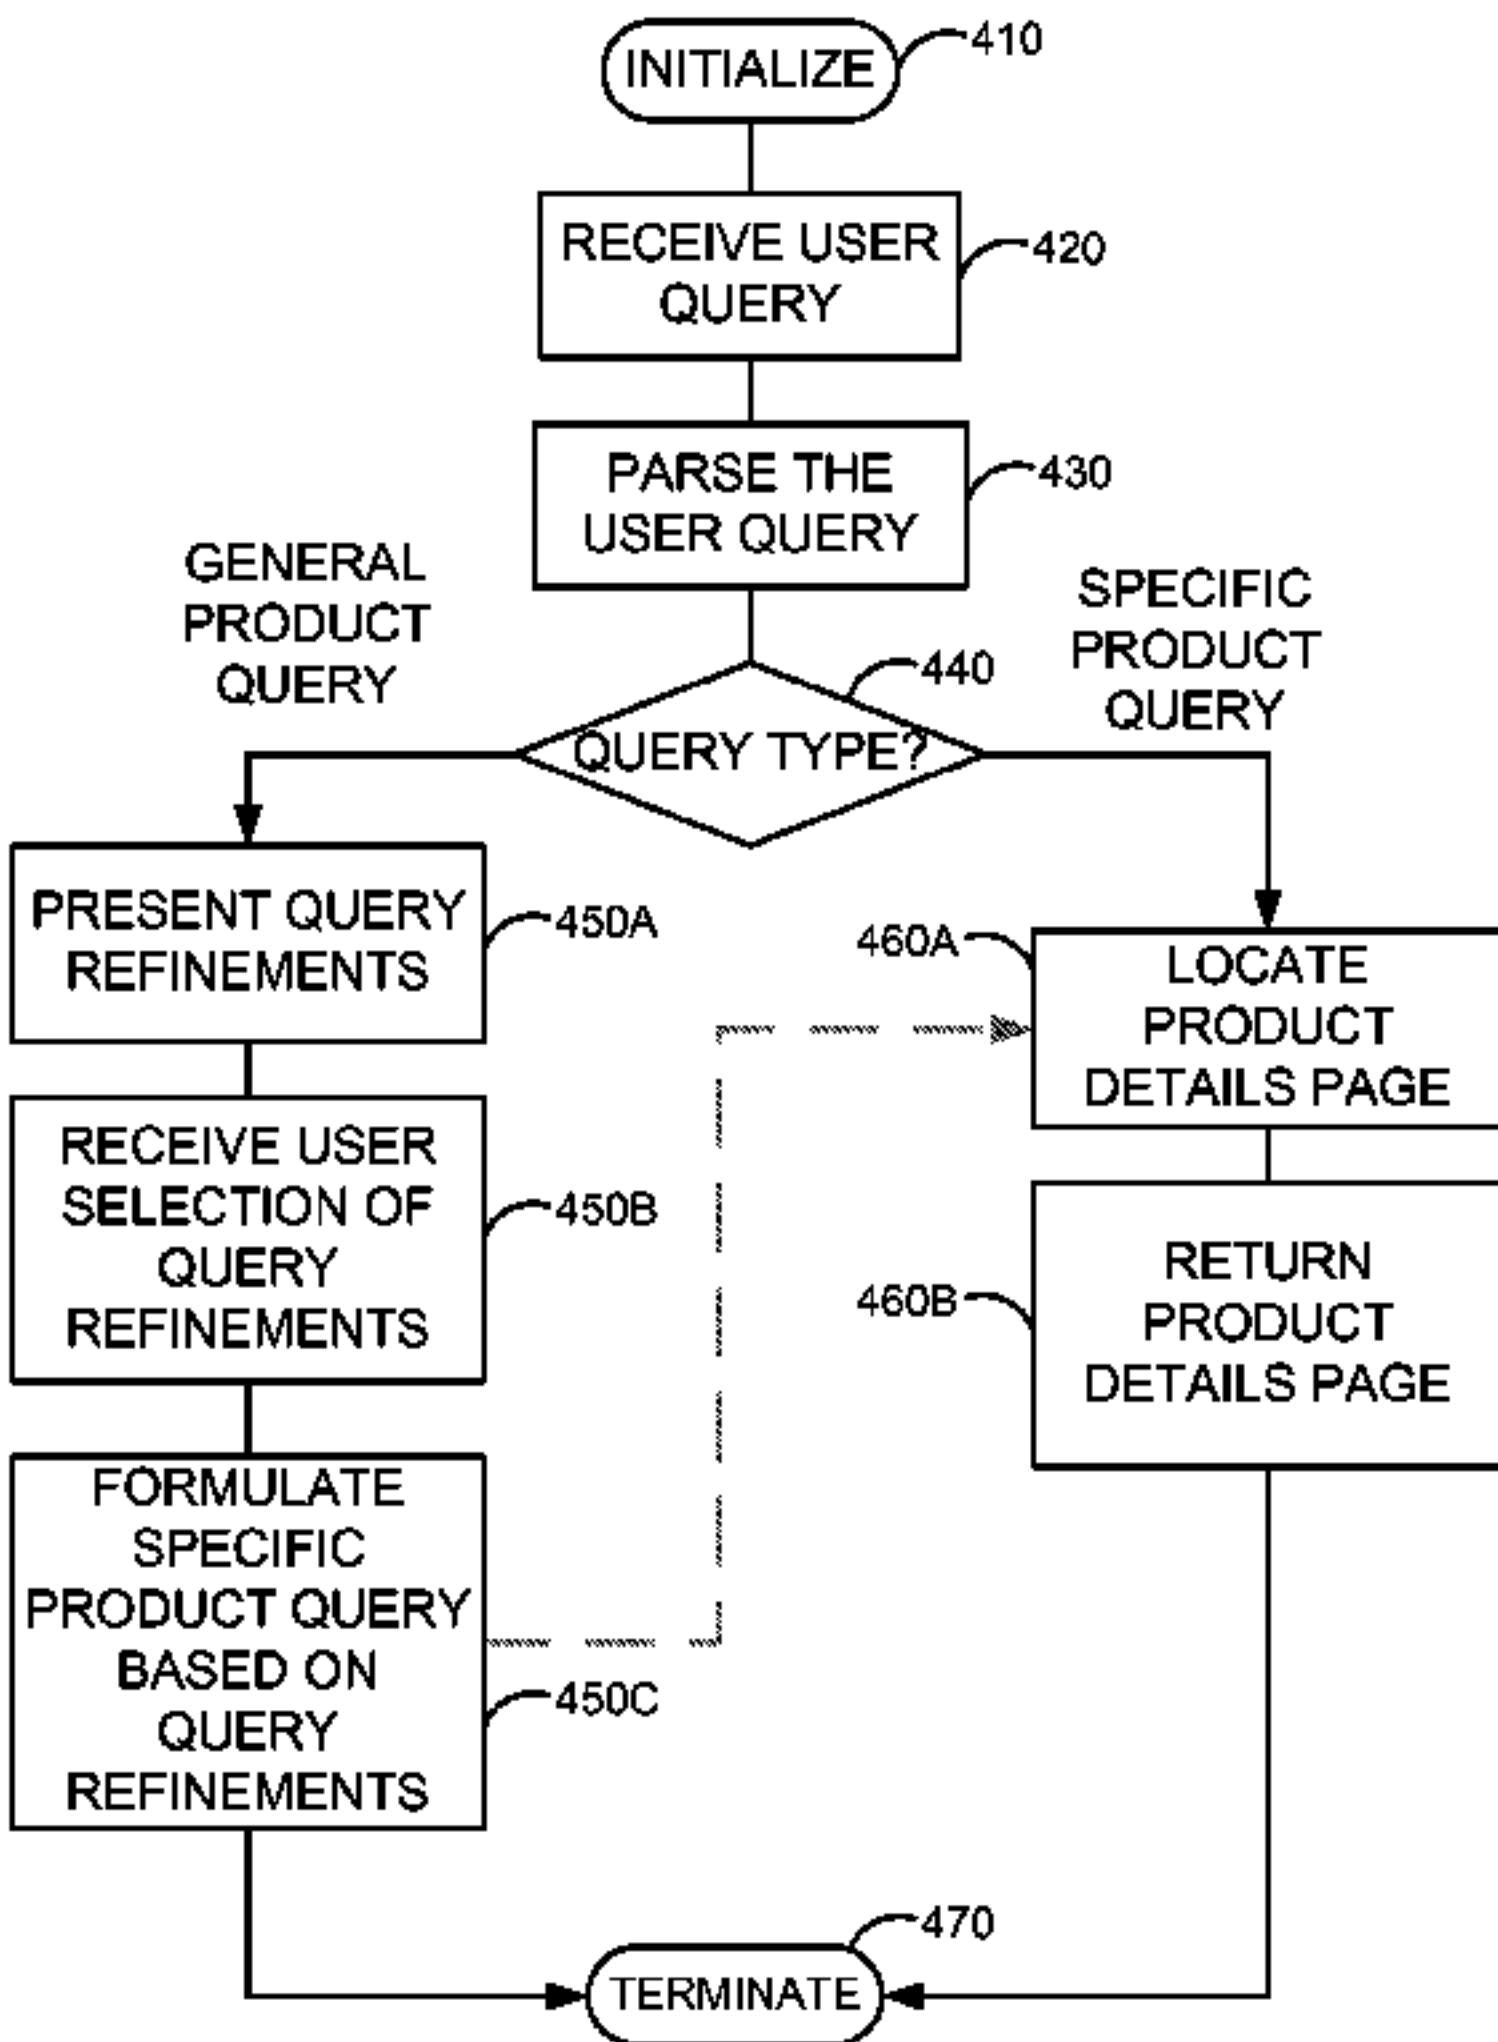 INITIALIZE
410
RECEIVE USER
QUERY
420
PARSE THE
USER QUERY
430
GENERAL
PRODUCT
QUERY
SPECIFIC
PRODUCT
QUERY
440
QUERY TYPE?
PRESENT QUERY
REFINEMENTS
450A
460A
LOCATE
PRODUCT
DETAILS PAGE
RECEIVE USER
SELECTION OF
QUERY
REFINEMENTS
450B
460B
RETURN
PRODUCT
DETAILS PAGE
FORMULATE
SPECIFIC
PRODUCT QUERY
BASED ON
QUERY
REFINEMENTS
450C
470
TERMINATE